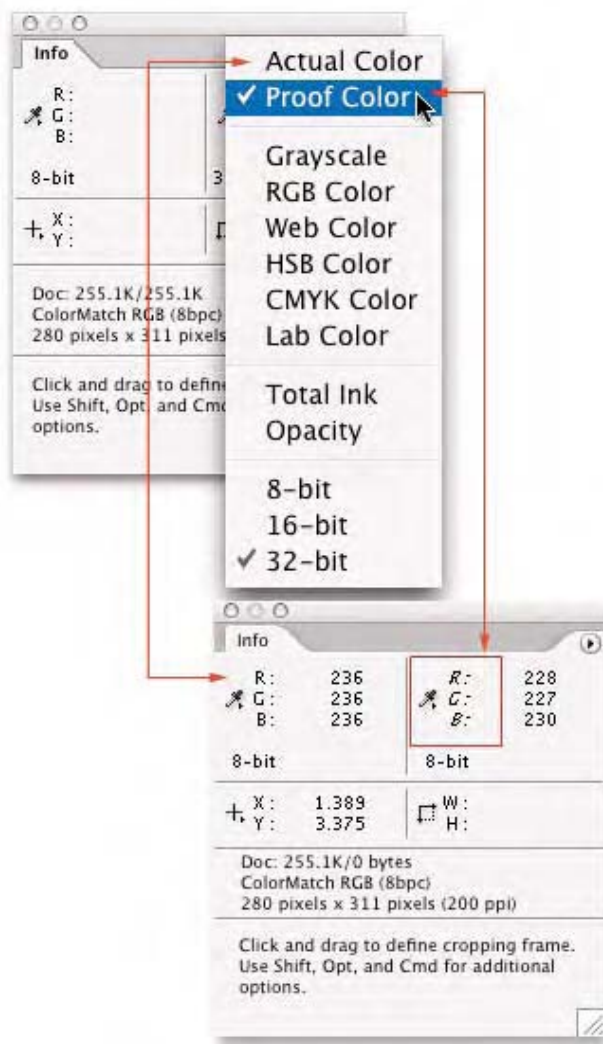 Info
R:
G:
B:
8-bit
3
X:
Y:
Doc: 255.1K/255.1K
ColorMatch RGB (8bpc)
280 pixels x 311 pixels
Click and drag to define
Use Shift, Opt, and Cmd
options.
Actual Color
✓ Proof Color
Grayscale
RGB Color
Web Color
HSB Color
CMYK Color
Lab Color
Total Ink
Opacity
8-bit
16-bit
✓ 32-bit
Info
R: 236
G: 236
B: 236
8-bit
R: 228
G: 227
B: 230
8-bit
X: 1.389
Y: 3.375
W:
H:
Doc: 255.1K/0 bytes
ColorMatch RGB (8bpc)
280 pixels x 311 pixels (200 ppi)
Click and drag to define cropping frame.
Use Shift, Opt, and Cmd for additional
options.